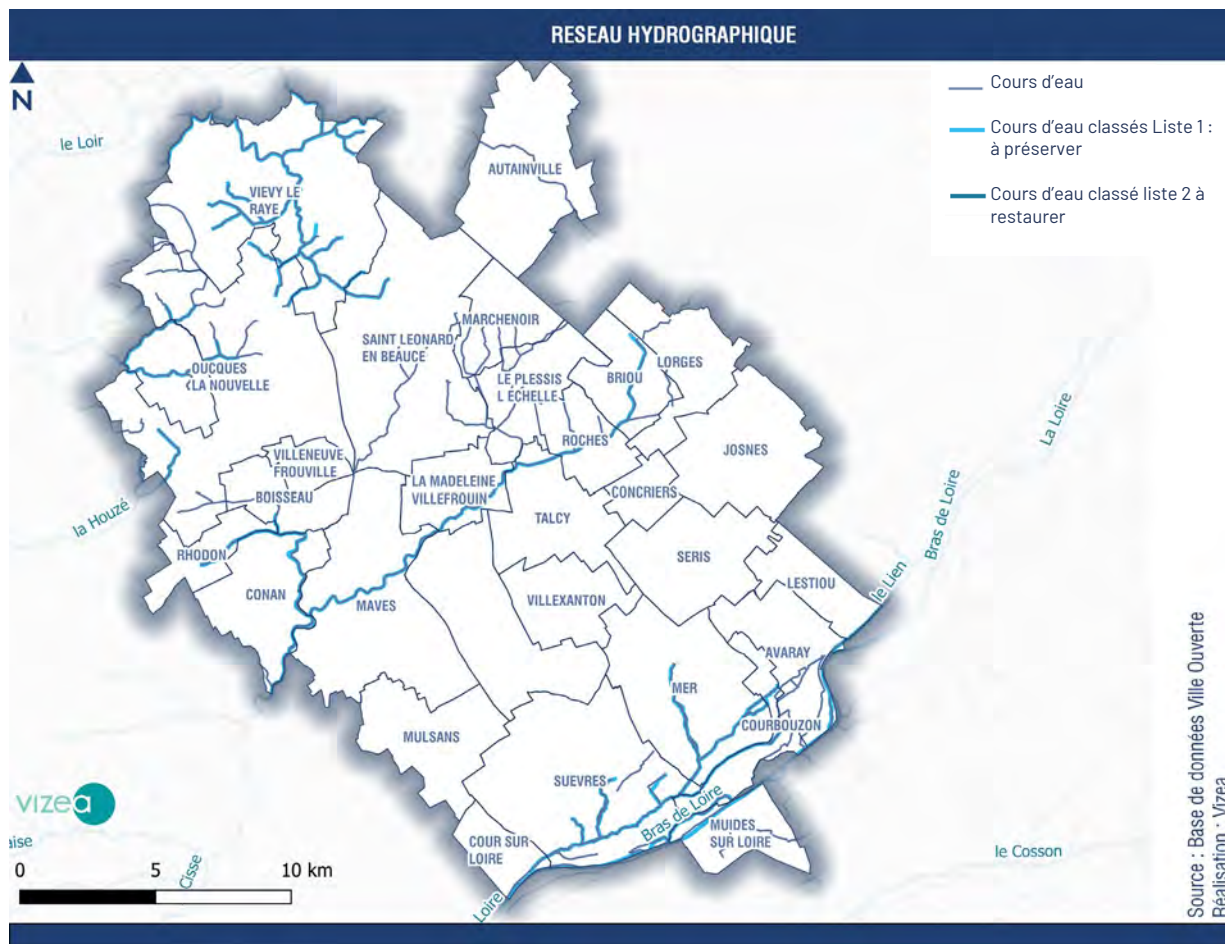 RESEAU HYDROGRAPHIQUE
N
Cours d'eau
Cours d'eau classés Liste 1 :
à préserver
Cours d'eau classé liste 2 à
restaurer
le Loir
AUTAINVILLE
VIEVY LE
RAYE
MARCHENOIR
SAINT LEONARD
EN BEAUCE
LORGES
OUCQUES
LA NOUVELLE
LE PLESSIS
L ECHELLE
BRIOU
La Loire
ROCHES
JOSNES
VILLENEUVE
FROUVILLE
LA MADELEINE
VILLEFROUIN
BOISSEAU
CONCRIERS
la Houzé
TALCY
Bras de Loire
RHODON
SERIS
CONAN
MAVES
VILLEXANTON
LESTIOU
le Lien
AVARAY
MER
COURBOUZON
MULSANS
SUEVRES
Bras de Loire
MUIDES
SUR LOIRE
COUR SUR
LOIRE
le Cosson
vizea
aise
Cisse
Loire
0 5 10 km
Source : Base de données Ville Ouverte
Réalisation : Vizea